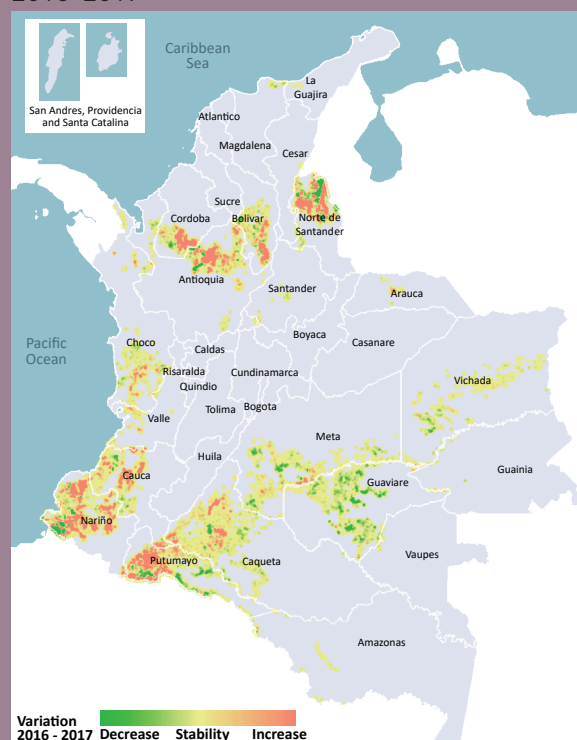 Caribbean
Sea
La
Guajira
San Andres, Providencia
and Santa Catalina
Atlantico
Magdalena
Cesar
Sucre
Cordoba
Bolivar
Norte de
Santander
Antioquia
Santander
Arauca
Pacific
Ocean
Choco
Boyaca
Casanare
Caldas
Risaralda
Cundinamarca
Vichada
Quindio
Tolima
Bogota
Valle
Meta
Huila
Cauca
Guainia
Guaviare
Nariño
Vaupes
Putumayo
Caqueta
Amazonas
Variation
2016 - 2017
Decrease Stability Increase